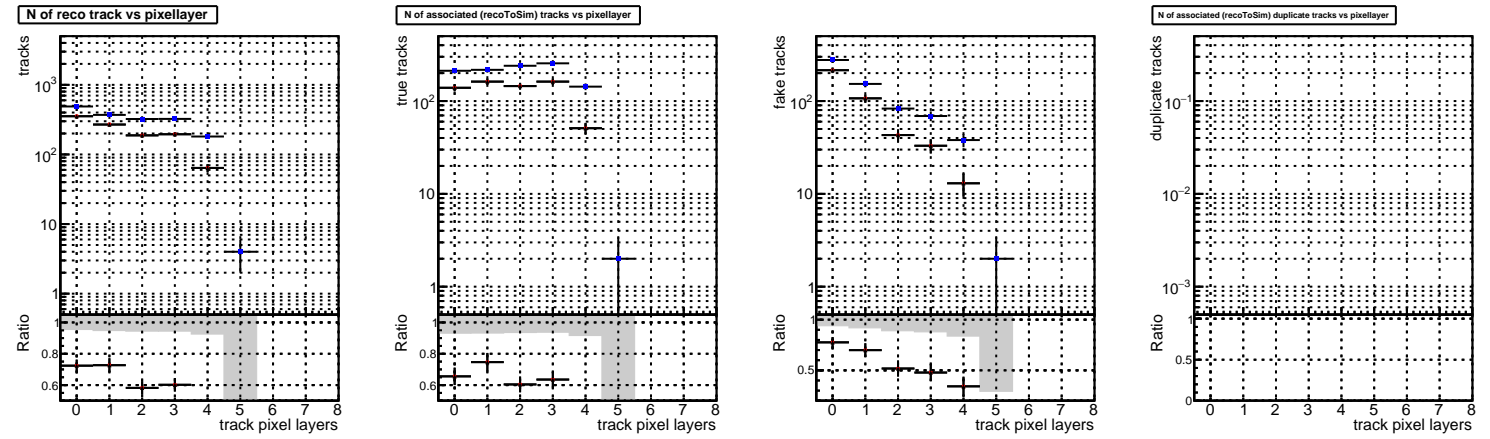 N of reco track vs pixellayer
tracks
10³
10²
10
1
Ratio
1
0.8
0.6
0 1 2 3 4 5 6 7 8
track pixel layers
N of associated (recoToSim) tracks vs pixellayer
true tracks
10²
10
1
Ratio
1
0.8
0.6
0 1 2 3 4 5 6 7 8
track pixel layers
fake tracks
10²
10
1
Ratio
1
0.5
0 1 2 3 4 5 6 7 8
track pixel layers
N of associated (recoToSim) duplicate tracks vs pixellayer
duplicate tracks
10⁻¹
10⁻²
10⁻³
Ratio
1
0.5
0
0 1 2 3 4 5 6 7 8
track pixel layers